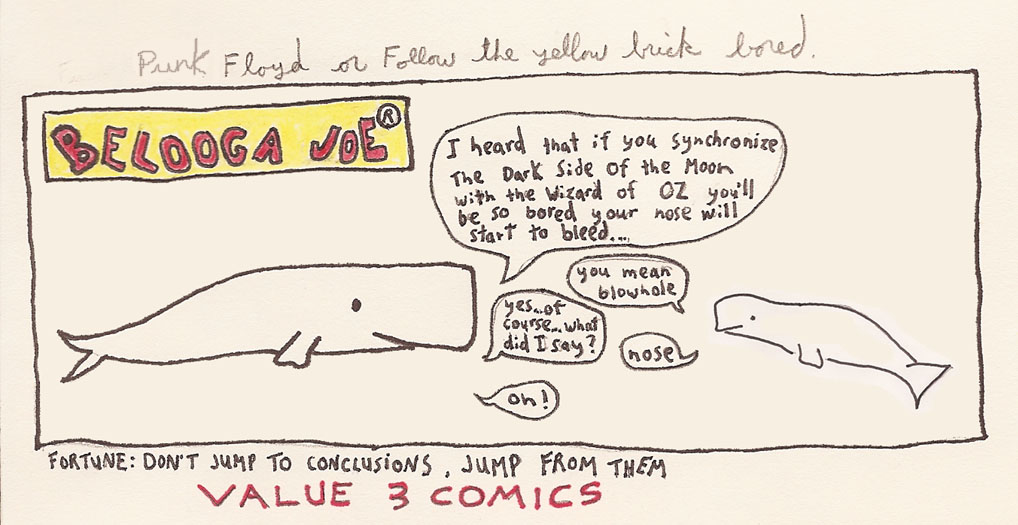 Punk Floyd or Follow the yellow brick bored.
BELOOGA JOE®
I heard that if you synchronize
The Dark Side of the Moon
with the Wizard of OZ you'll
be so bored your nose will
start to bleed...
you mean
blowhole
yes...of
course...what
did I say?
nose
oh!
FORTUNE: DON'T JUMP TO CONCLUSIONS, JUMP FROM THEM
VALUE 3 COMICS